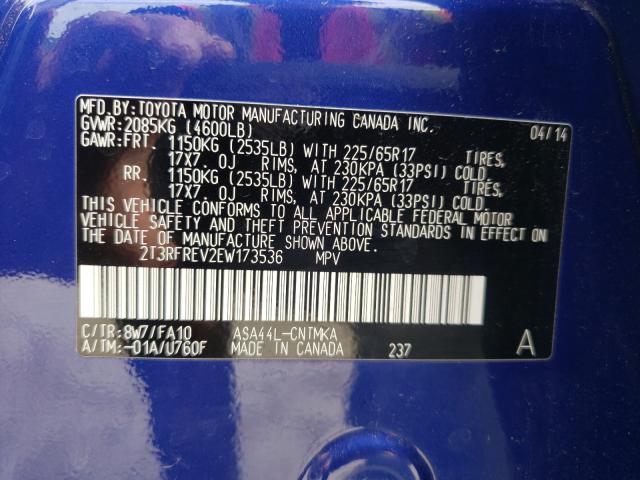 MFD.BY:TOYOTA MOTOR MANUFACTURING CANADA INC.
GVWR:2085KG (4600LB) 04/14
GAWR:FRT. 1150KG (2535LB) WITH 225/65R17 TIRES,
17X7. 0J RIMS, AT 230KPA (33PSI) COLD.
RR. 1150KG (2535LB) WITH 225/65R17 TIRES,
17X7. 0J RIMS, AT 230KPA (33PSI) COLD.
THIS VEHICLE CONFORMS TO ALL APPLICABLE FEDERAL MOTOR
VEHICLE SAFETY AND THEFT PREVENTION STANDARDS IN EFFECT ON
THE DATE OF MANUFACTURE SHOWN ABOVE.
2T3RFREV2EW173536 MPV
C/TR:8W7/FA10 ASA44L-CNTMKA
A/TM:-01A/U760F MADE IN CANADA 237 A